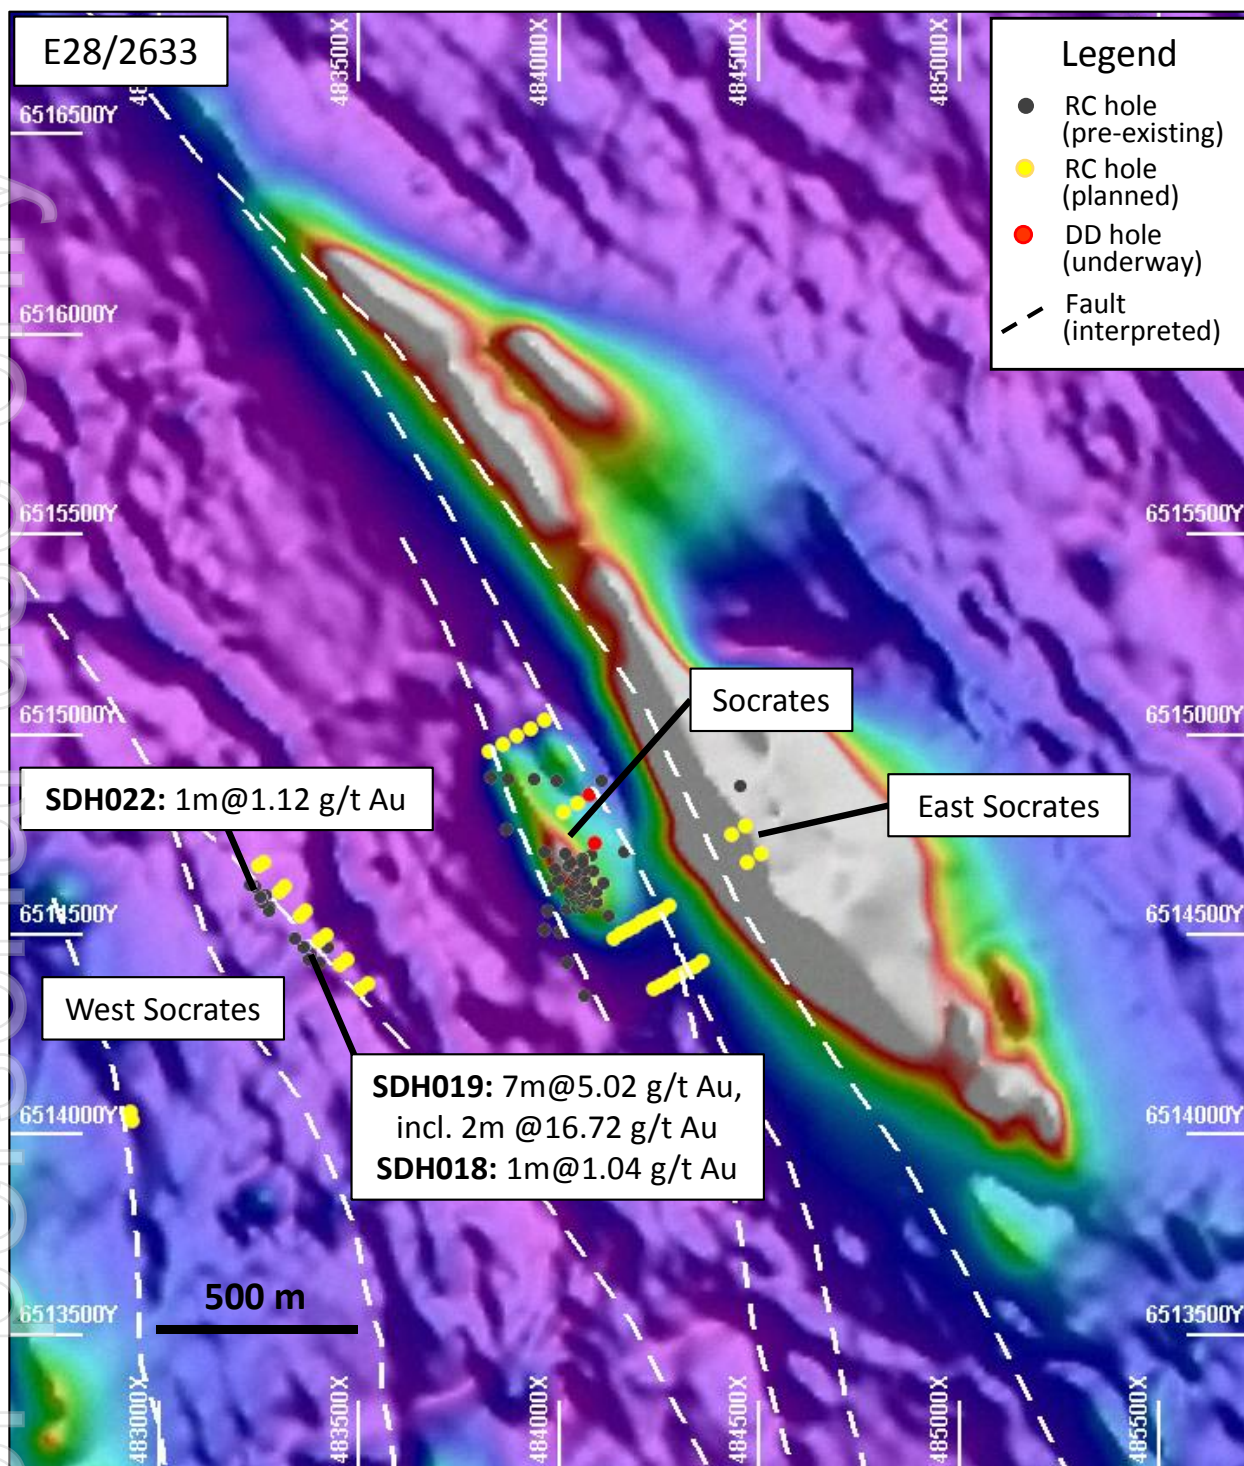 E28/2633
483500X
484000X
484500X
485000X
Legend
RC hole
(pre-existing)
RC hole
(planned)
DD hole
(underway)
Fault
(interpreted)
6516500Y
6516000Y
6515500Y
6515500Y
6515000Y
6515000Y
Socrates
SDH022: 1m@1.12 g/t Au
East Socrates
6514500Y
6514500Y
West Socrates
SDH019: 7m@5.02 g/t Au,
incl. 2m @16.72 g/t Au
SDH018: 1m@1.04 g/t Au
6514000Y
6514000Y
500 m
6513500Y
6513500Y
483000X
483500X
484000X
484500X
485000X
485500X